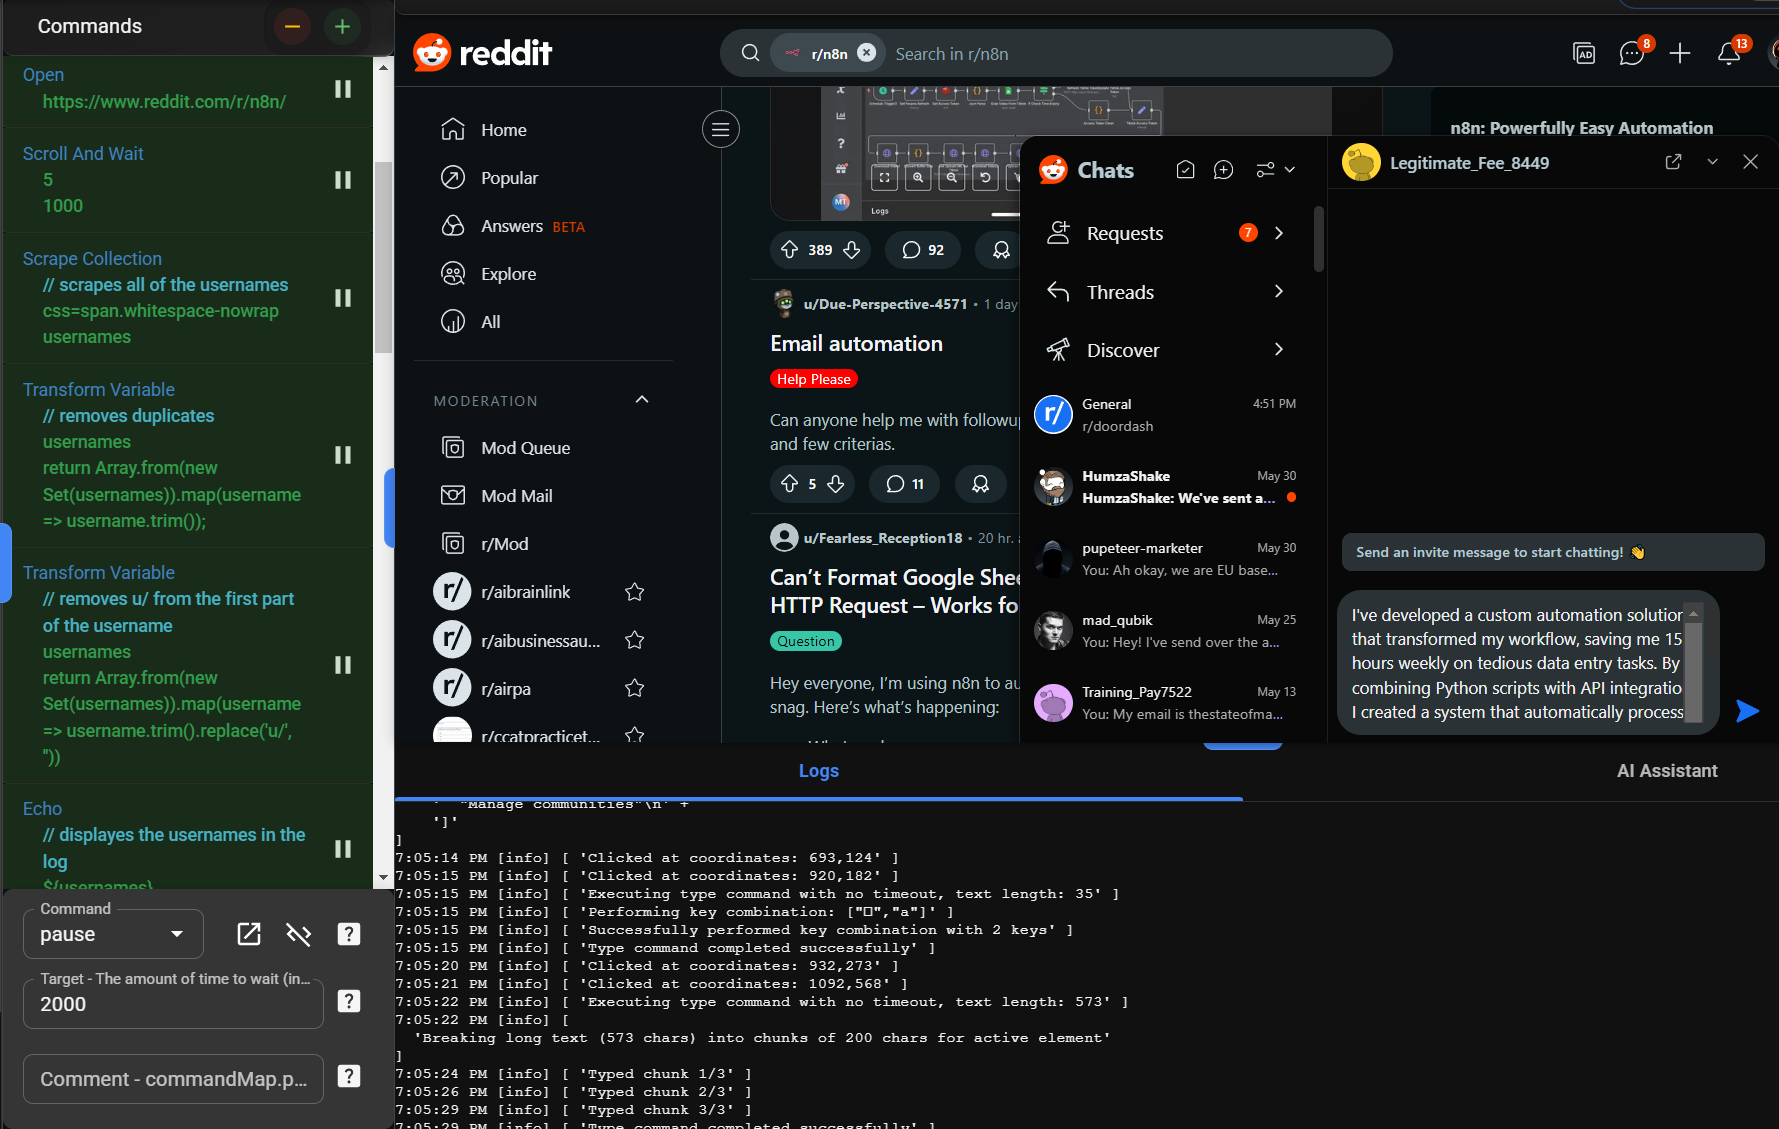 Commands
Open
https://www.reddit.com/r/n8n/
Scroll And Wait
5
1000
Scrape Collection
// scrapes all of the usernames
css=span.whitespace-nowrap
usernames
Transform Variable
// removes duplicates
usernames
return Array.from(new
Set(usernames)).map(username
=> username.trim());
Transform Variable
// removes u/ from the first part
of the username
usernames
return Array.from(new
Set(usernames)).map(username
=> username.trim().replace('u/',
''))
Echo
// displayes the usernames in the
log
${usernames}
Command
pause
Target - The amount of time to wait (in...
2000
Comment - commandMap.p...
reddit
r/n8n
Search in r/n8n
AD
8
13
Home
Popular
Answers BETA
Explore
All
MODERATION
Mod Queue
Mod Mail
r/Mod
r/ r/aibrainlink
r/ r/aibusinessau...
r/ r/airpa
r/ccatpracticet...
MT
Logs
389
92
u/Due-Perspective-4571 • 1 day
Email automation
Help Please
Can anyone help me with followu
and few criterias.
5
11
u/Fearless_Reception18 • 20 hr. a
Can't Format Google Shee
HTTP Request – Works fo
Question
Hey everyone, I'm using n8n to au
snag. Here's what's happening:
n8n: Powerfully Easy Automation
Chats
Requests 7
Threads
Discover
r/ General 4:51 PM
r/doordash
HumzaShake May 30
HumzaShake: We've sent a...
pupeteer-marketer May 30
You: Ah okay, we are EU base...
mad_qubik May 25
You: Hey! I've send over the a...
Training_Pay7522 May 13
You: My email is thestateofma...
Legitimate_Fee_8449
Send an invite message to start chatting! 👋
I've developed a custom automation solution
that transformed my workflow, saving me 15
hours weekly on tedious data entry tasks. By
combining Python scripts with API integratio
I created a system that automatically process
Logs
AI Assistant
' "Manage communities"\n' +
']'
]
7:05:14 PM [info] [ 'Clicked at coordinates: 693,124' ]
7:05:15 PM [info] [ 'Clicked at coordinates: 920,182' ]
7:05:15 PM [info] [ 'Executing type command with no timeout, text length: 35' ]
7:05:15 PM [info] [ 'Performing key combination: ["□","a"]' ]
7:05:15 PM [info] [ 'Successfully performed key combination with 2 keys' ]
7:05:15 PM [info] [ 'Type command completed successfully' ]
7:05:20 PM [info] [ 'Clicked at coordinates: 932,273' ]
7:05:21 PM [info] [ 'Clicked at coordinates: 1092,568' ]
7:05:22 PM [info] [ 'Executing type command with no timeout, text length: 573' ]
7:05:22 PM [info] [
'Breaking long text (573 chars) into chunks of 200 chars for active element'
]
7:05:24 PM [info] [ 'Typed chunk 1/3' ]
7:05:26 PM [info] [ 'Typed chunk 2/3' ]
7:05:29 PM [info] [ 'Typed chunk 3/3' ]
7:05:29 PM [info] [ 'Type command completed successfully' ]